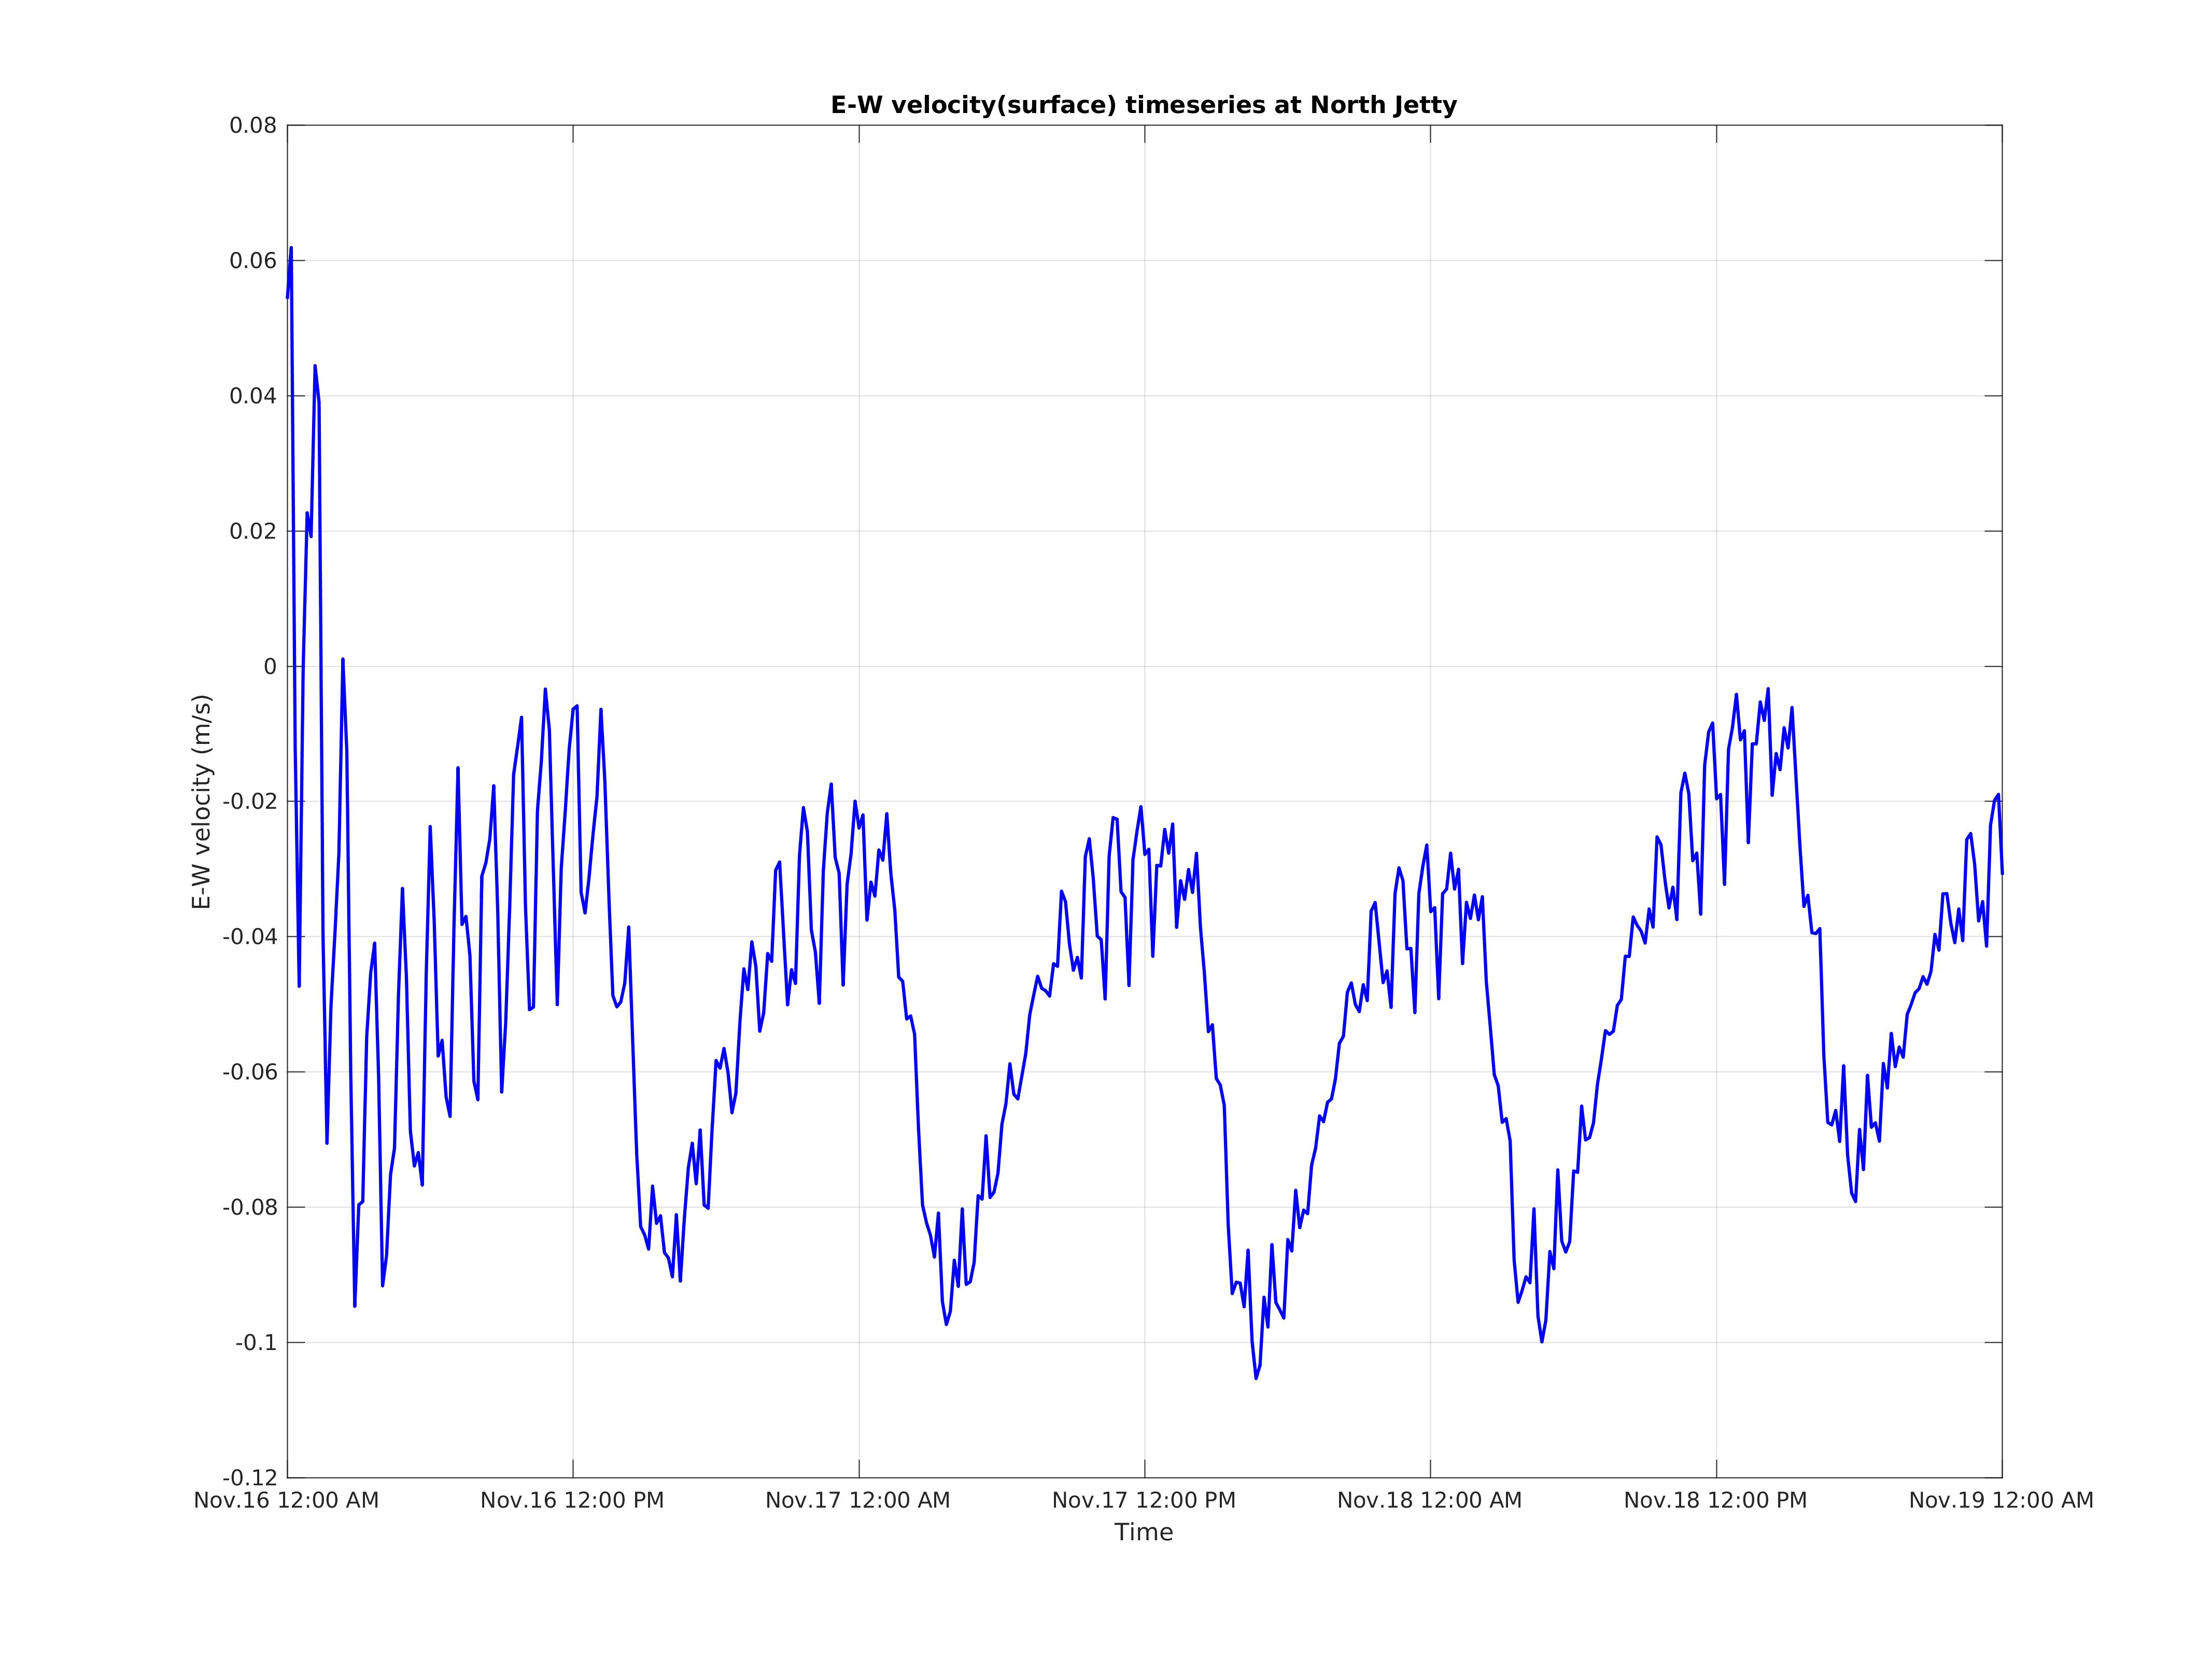 E-W velocity(surface) timeseries at North Jetty
0.08
0.06
0.04
0.02
0
-0.02
-0.04
-0.06
-0.08
-0.1
-0.12
E-W velocity (m/s)
Nov.16 12:00 AM
Nov.16 12:00 PM
Nov.17 12:00 AM
Nov.17 12:00 PM
Nov.18 12:00 AM
Nov.18 12:00 PM
Nov.19 12:00 AM
Time